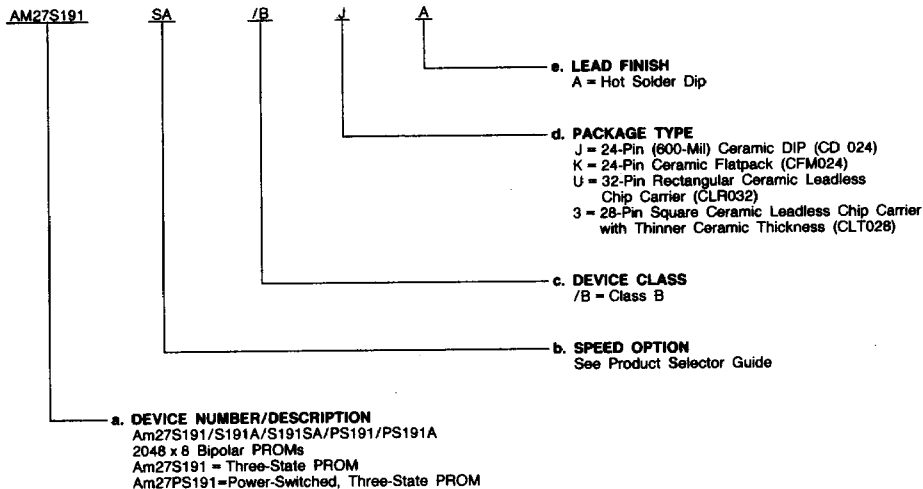 AM27S191 SA /B J A
e. LEAD FINISH
A = Hot Solder Dip
d. PACKAGE TYPE
J = 24-Pin (600-Mil) Ceramic DIP (CD 024)
K = 24-Pin Ceramic Flatpack (CFM024)
U = 32-Pin Rectangular Ceramic Leadless
Chip Carrier (CLR032)
3 = 28-Pin Square Ceramic Leadless Chip Carrier
with Thinner Ceramic Thickness (CLT028)
c. DEVICE CLASS
/B = Class B
b. SPEED OPTION
See Product Selector Guide
a. DEVICE NUMBER/DESCRIPTION
Am27S191/S191A/S191SA/PS191/PS191A
2048 x 8 Bipolar PROMs
Am27S191 = Three-State PROM
Am27PS191=Power-Switched, Three-State PROM